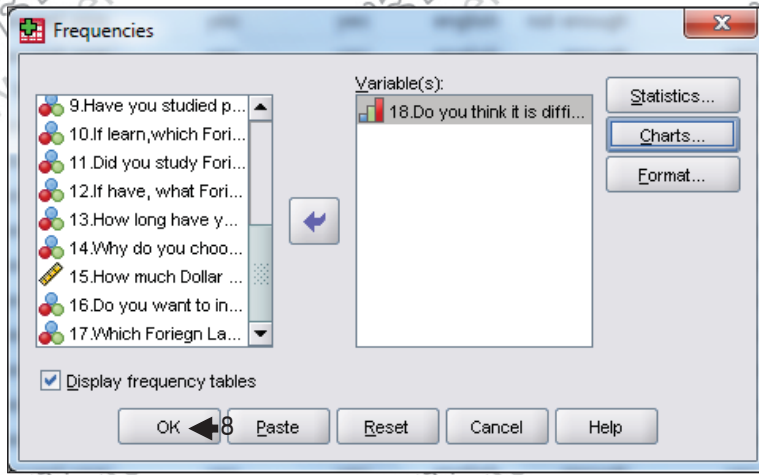 Frequencies
Variable(s):
9.Have you studied p...
10.If learn,which Fori...
11.Did you study Fori...
12.If have, what Fori...
13.How long have y...
14.Why do you choo...
15.How much Dollar ...
16.Do you want to in...
17.Which Foriegn La...
18.Do you think it is diffi...
Statistics...
Charts...
Format...
Display frequency tables
OK 8 Paste Reset Cancel Help